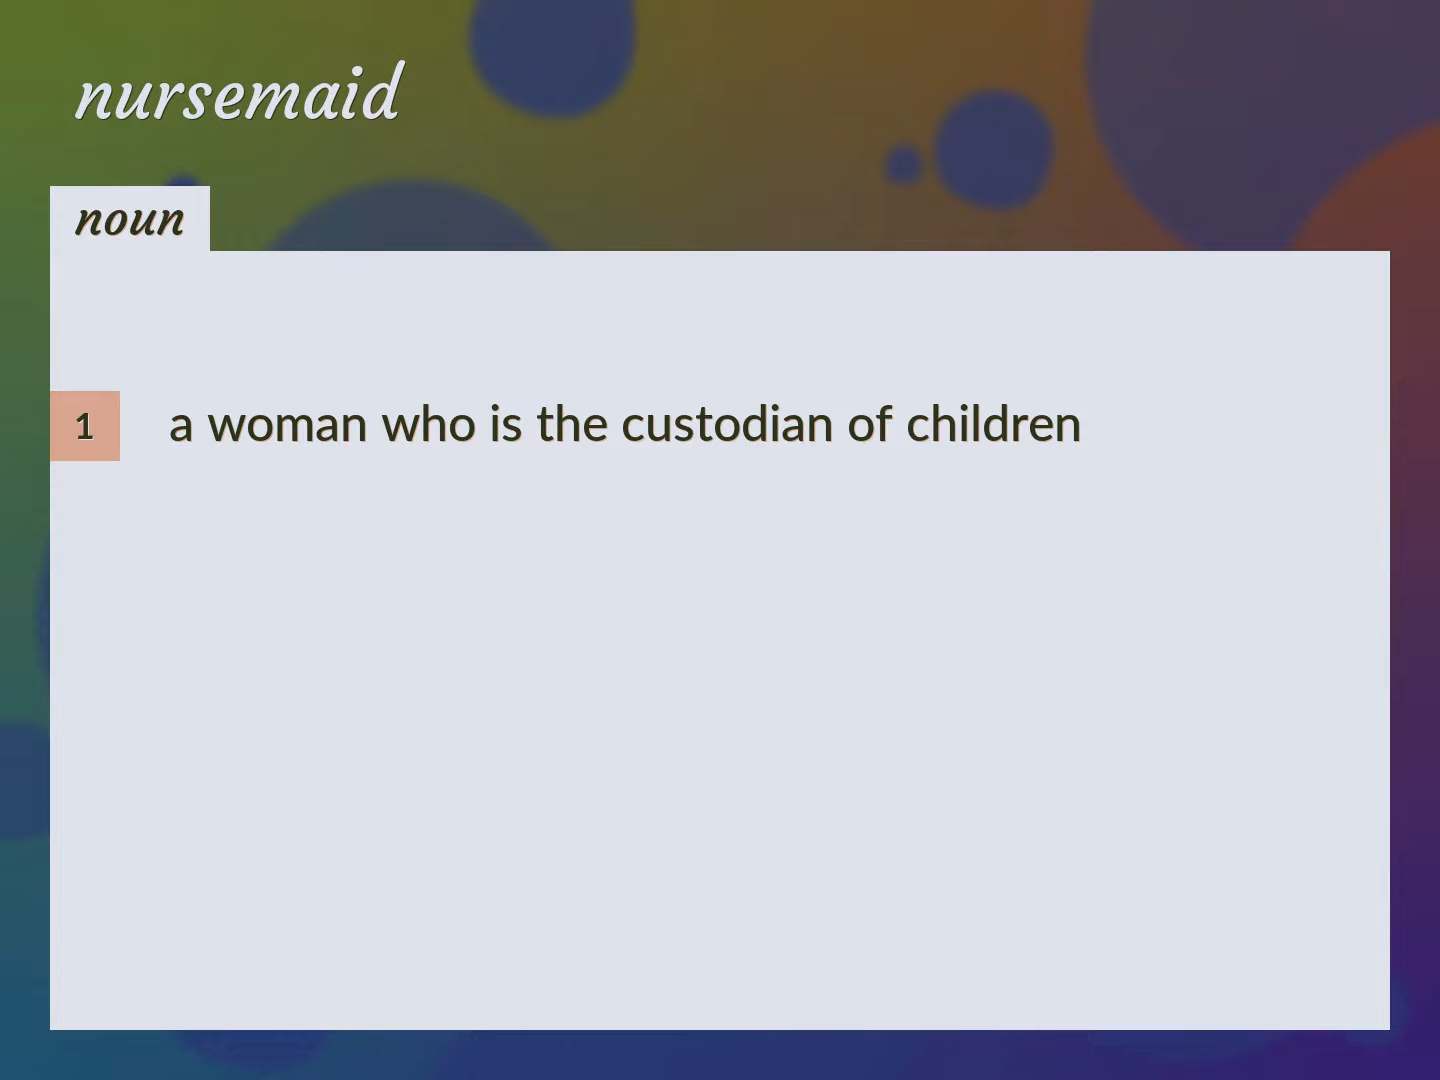 nursemaid
noun
1 a woman who is the custodian of children